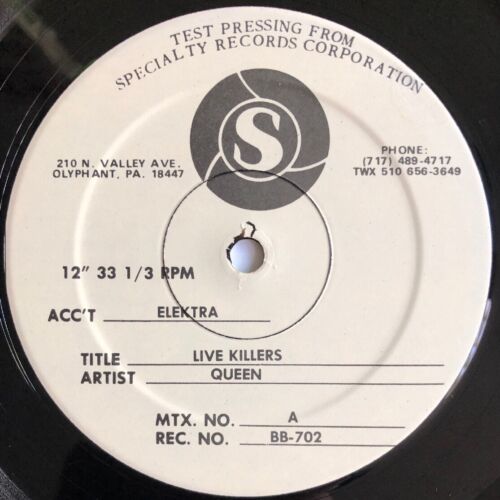 TEST PRESSING FROM
SPECIALTY RECORDS CORPORATION
S
210 N. VALLEY AVE.
OLYPHANT, PA. 18447
PHONE:
(717) 489-4717
TWX 510 656-3649
12" 33 1/3 RPM
ACC'T ELEKTRA
TITLE LIVE KILLERS
ARTIST QUEEN
MTX. NO. A
REC. NO. BB-702